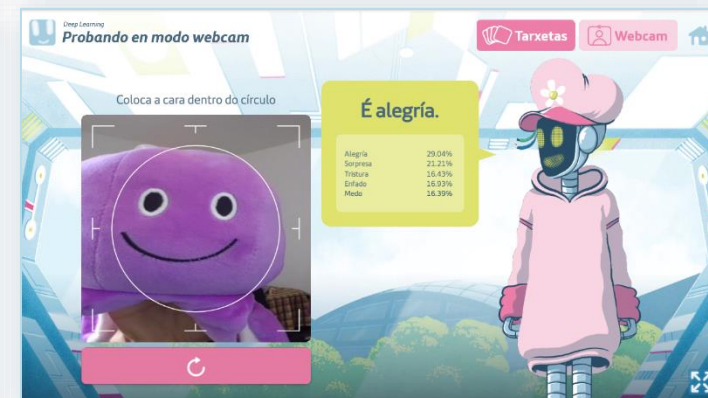 Deep Learning
Probando en modo webcam
Tarxetas
Webcam
Coloca a cara dentro do círculo
É alegría.
Alegría 29.04%
Sorpresa 21.21%
Tristura 16.43%
Enfado 16.93%
Medo 16.39%